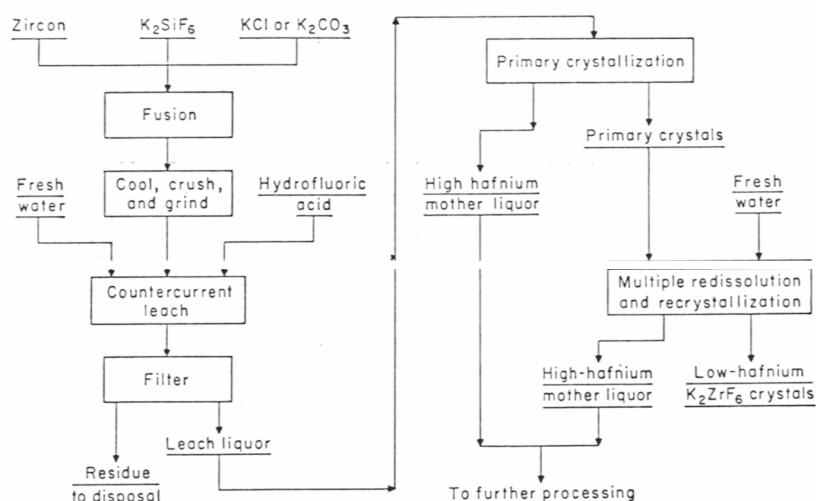 Zircon
K₂SiF₆
KCl or K₂CO₃
Fusion
Fresh
water
Cool, crush,
and grind
Hydrofluoric
acid
Countercurrent
leach
Filter
Leach liquor
Residue
to disposal
Primary crystallization
Primary crystals
High hafnium
mother liquor
Fresh
water
Multiple redissolution
and recrystallization
High-hafnium
mother liquor
Low-hafnium
K₂ZrF₆ crystals
To further processing